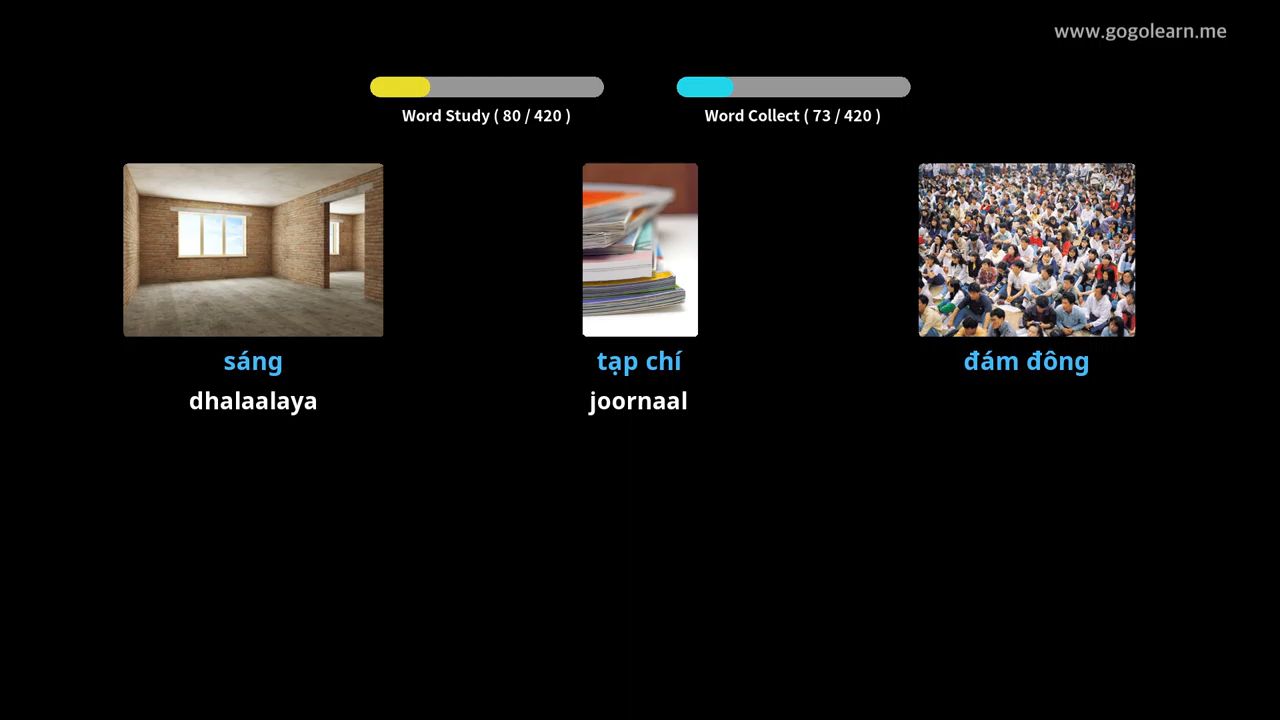 www.gogolearn.me
Word Study ( 80 / 420 )
Word Collect ( 73 / 420 )
sáng
tạp chí
đám đông
dhalaalaya
joornaal